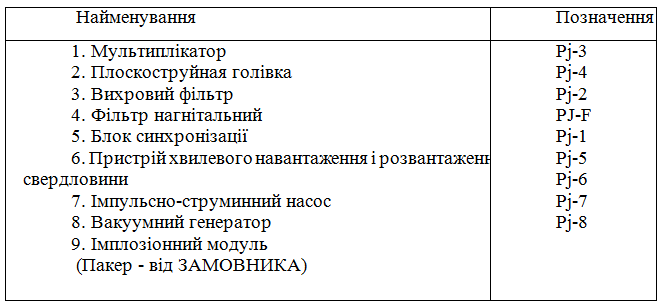 Найменування Позначення
1. Мультиплікатор Pj-3
2. Плоскоструйная голівка Pj-4
3. Вихровий фільтр Pj-2
4. Фільтр нагнітальний PJ-F
5. Блок синхронізації Pj-1
6. Пристрій хвилевого навантаження і розвантаженн Pj-5
свердловини Pj-6
7. Імпульсно-струминний насос Pj-7
8. Вакуумний генератор Pj-8
9. Імплозіонний модуль
(Пакер - від ЗАМОВНИКА)